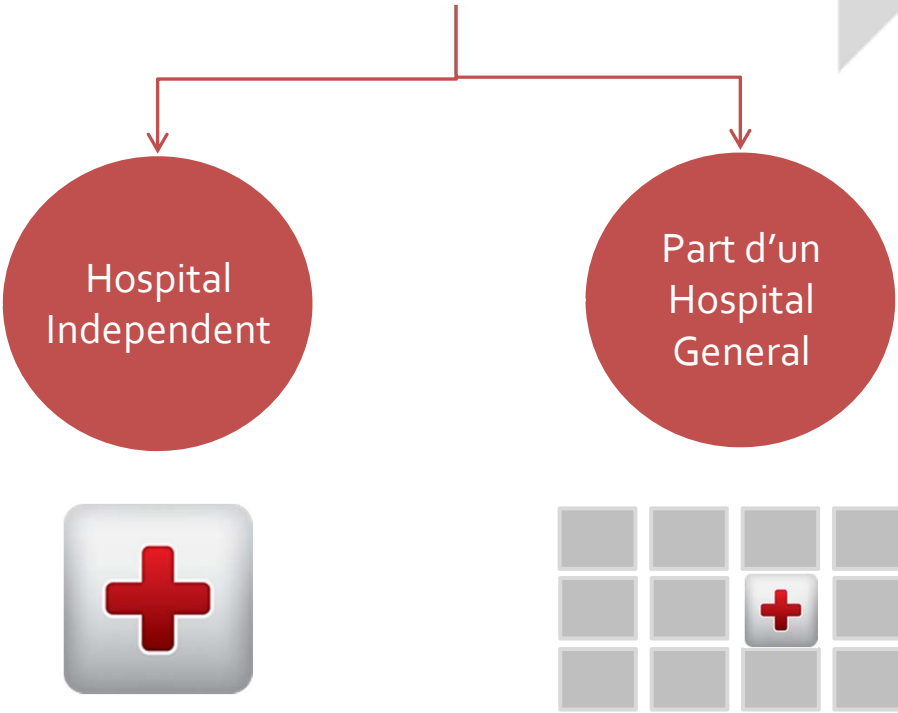 Hospital
Independent
Part d’un
Hospital
General